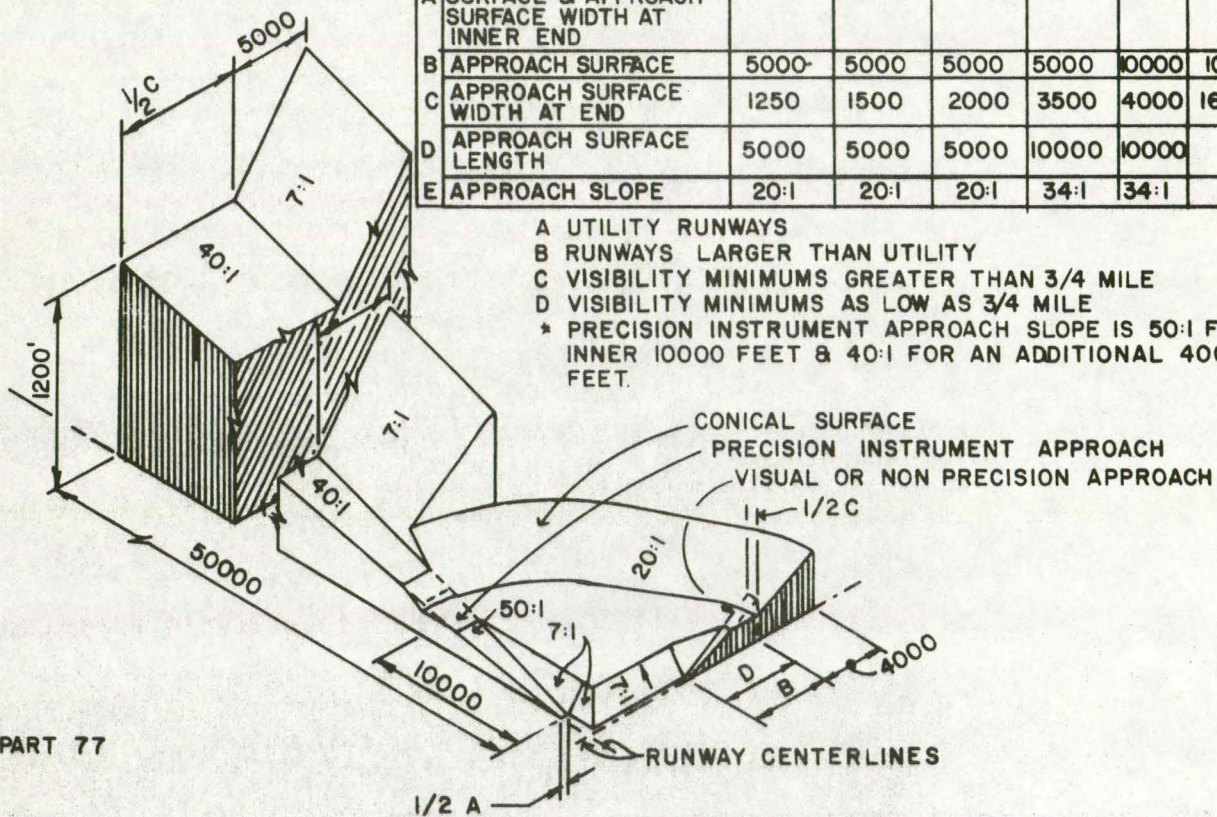 A SURFACE & APPROACH
SURFACE WIDTH AT
INNER END
B APPROACH SURFACE 5000 5000 5000 5000 10000 10
C APPROACH SURFACE
WIDTH AT END 1250 1500 2000 3500 4000 16
D APPROACH SURFACE
LENGTH 5000 5000 5000 10000 10000
E APPROACH SLOPE 20:1 20:1 20:1 34:1 34:1
A UTILITY RUNWAYS
B RUNWAYS LARGER THAN UTILITY
C VISIBILITY MINIMUMS GREATER THAN 3/4 MILE
D VISIBILITY MINIMUMS AS LOW AS 3/4 MILE
* PRECISION INSTRUMENT APPROACH SLOPE IS 50:1 F
INNER 10000 FEET & 40:1 FOR AN ADDITIONAL 400
FEET.
5000
1/2 C
7:1
40:1
1200'
7:1
40:1
CONICAL SURFACE
PRECISION INSTRUMENT APPROACH
VISUAL OR NON PRECISION APPROACH
1/2 C
20:1
50000
50:1
7:1
7:1
10000
D
B
4000
PART 77
RUNWAY CENTERLINES
1/2 A